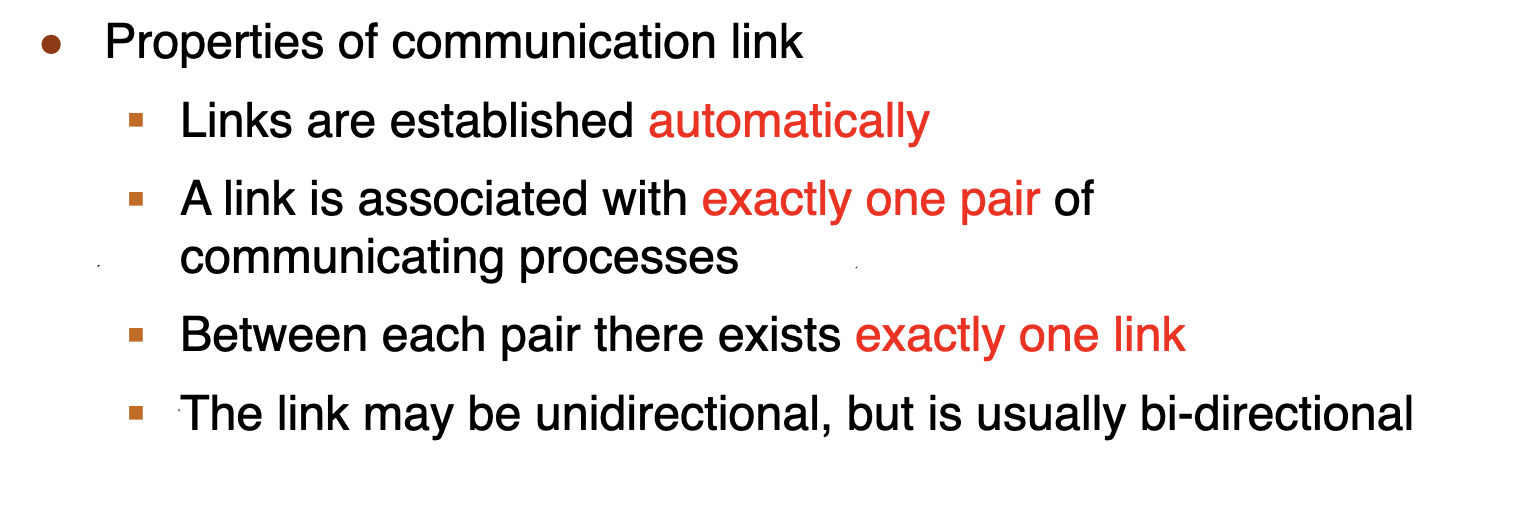 Properties of communication link
Links are established automatically
A link is associated with exactly one pair of
communicating processes
Between each pair there exists exactly one link
The link may be unidirectional, but is usually bi-directional